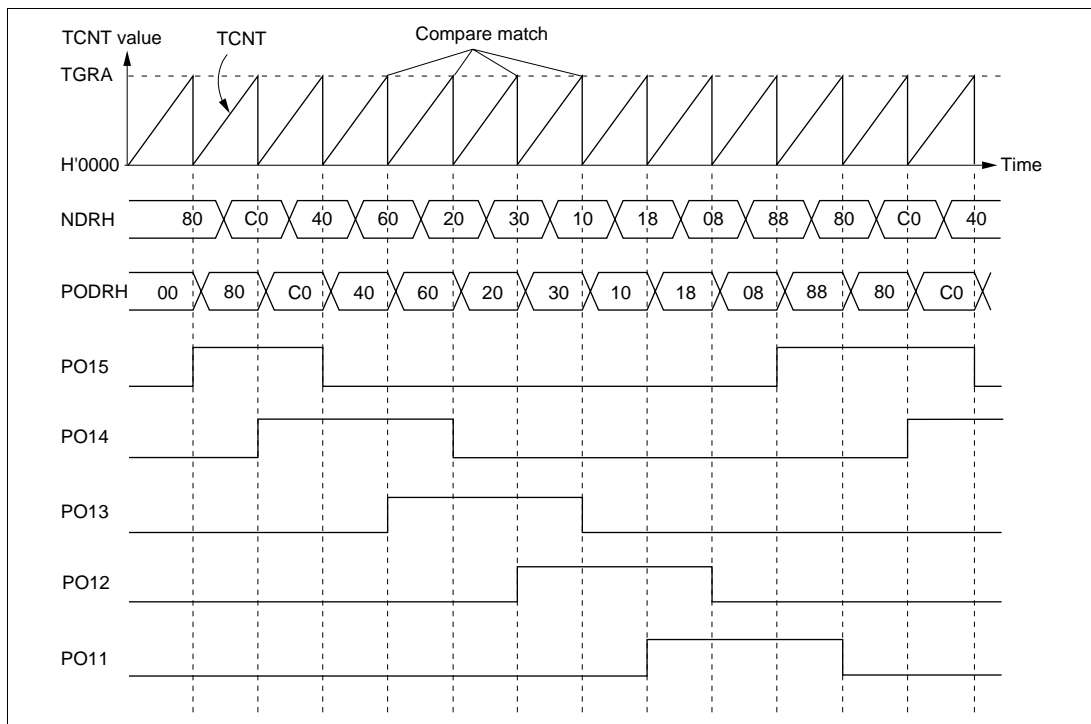 TCNT value
TCNT
Compare match
TGRA
H'0000
Time
NDRH 80 C0 40 60 20 30 10 18 08 88 80 C0 40
PODRH 00 80 C0 40 60 20 30 10 18 08 88 80 C0
PO15
PO14
PO13
PO12
PO11